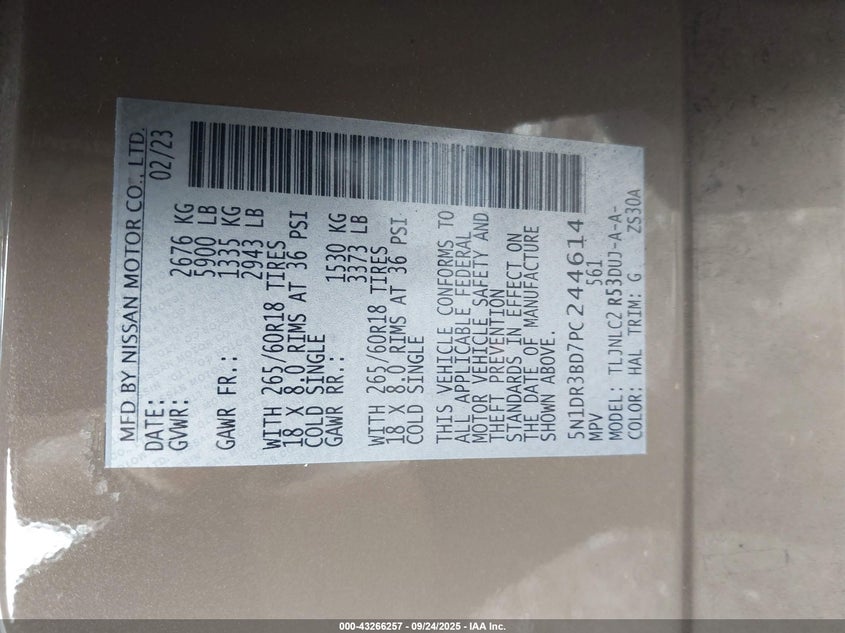 MFD BY NISSAN MOTOR CO., LTD.
DATE: 02/23
GVWR: 2676 KG
5900 LB
GAWR FR.: 1335 KG
2943 LB
WITH 265/60R18 TIRES
18 X 8.0 RIMS AT 36 PSI
COLD SINGLE
GAWR RR.: 1530 KG
3373 LB
WITH 265/60R18 TIRES
18 X 8.0 RIMS AT 36 PSI
COLD SINGLE
THIS VEHICLE CONFORMS TO
ALL APPLICABLE FEDERAL
MOTOR VEHICLE SAFETY AND
THEFT PREVENTION
STANDARDS IN EFFECT ON
THE DATE OF MANUFACTURE
SHOWN ABOVE.
5N1DR3BD7PC244614
MPV 561
MODEL: TLJNLC2 R53DUJ-A-A-
COLOR: HAL TRIM: G ZS30A
000-43266257 - 09/24/2025 - IAA Inc.